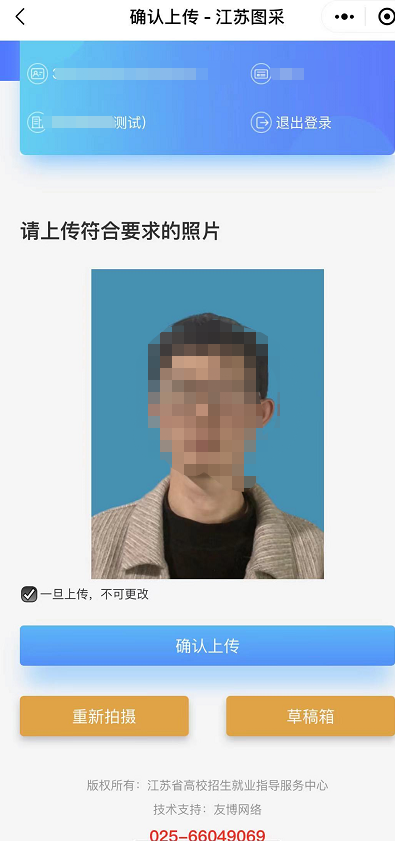 确认上传 - 江苏图采
测试）
退出登录
请上传符合要求的照片
一旦上传，不可更改
确认上传
重新拍摄
草稿箱
版权所有：江苏省高校招生就业指导服务中心
技术支持：友博网络
025-66049069